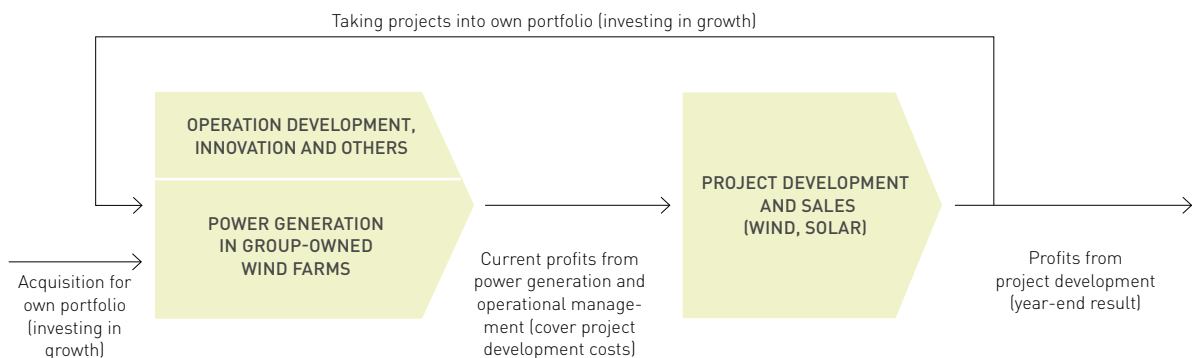 Taking projects into own portfolio (investing in growth)
OPERATION DEVELOPMENT,
INNOVATION AND OTHERS
POWER GENERATION
IN GROUP-OWNED
WIND FARMS
Acquisition for
own portfolio
(investing in
growth)
Current profits from
power generation and
operational manage-
ment (cover project
development costs)
PROJECT DEVELOPMENT
AND SALES
(WIND, SOLAR)
Profits from
project development
(year-end result)